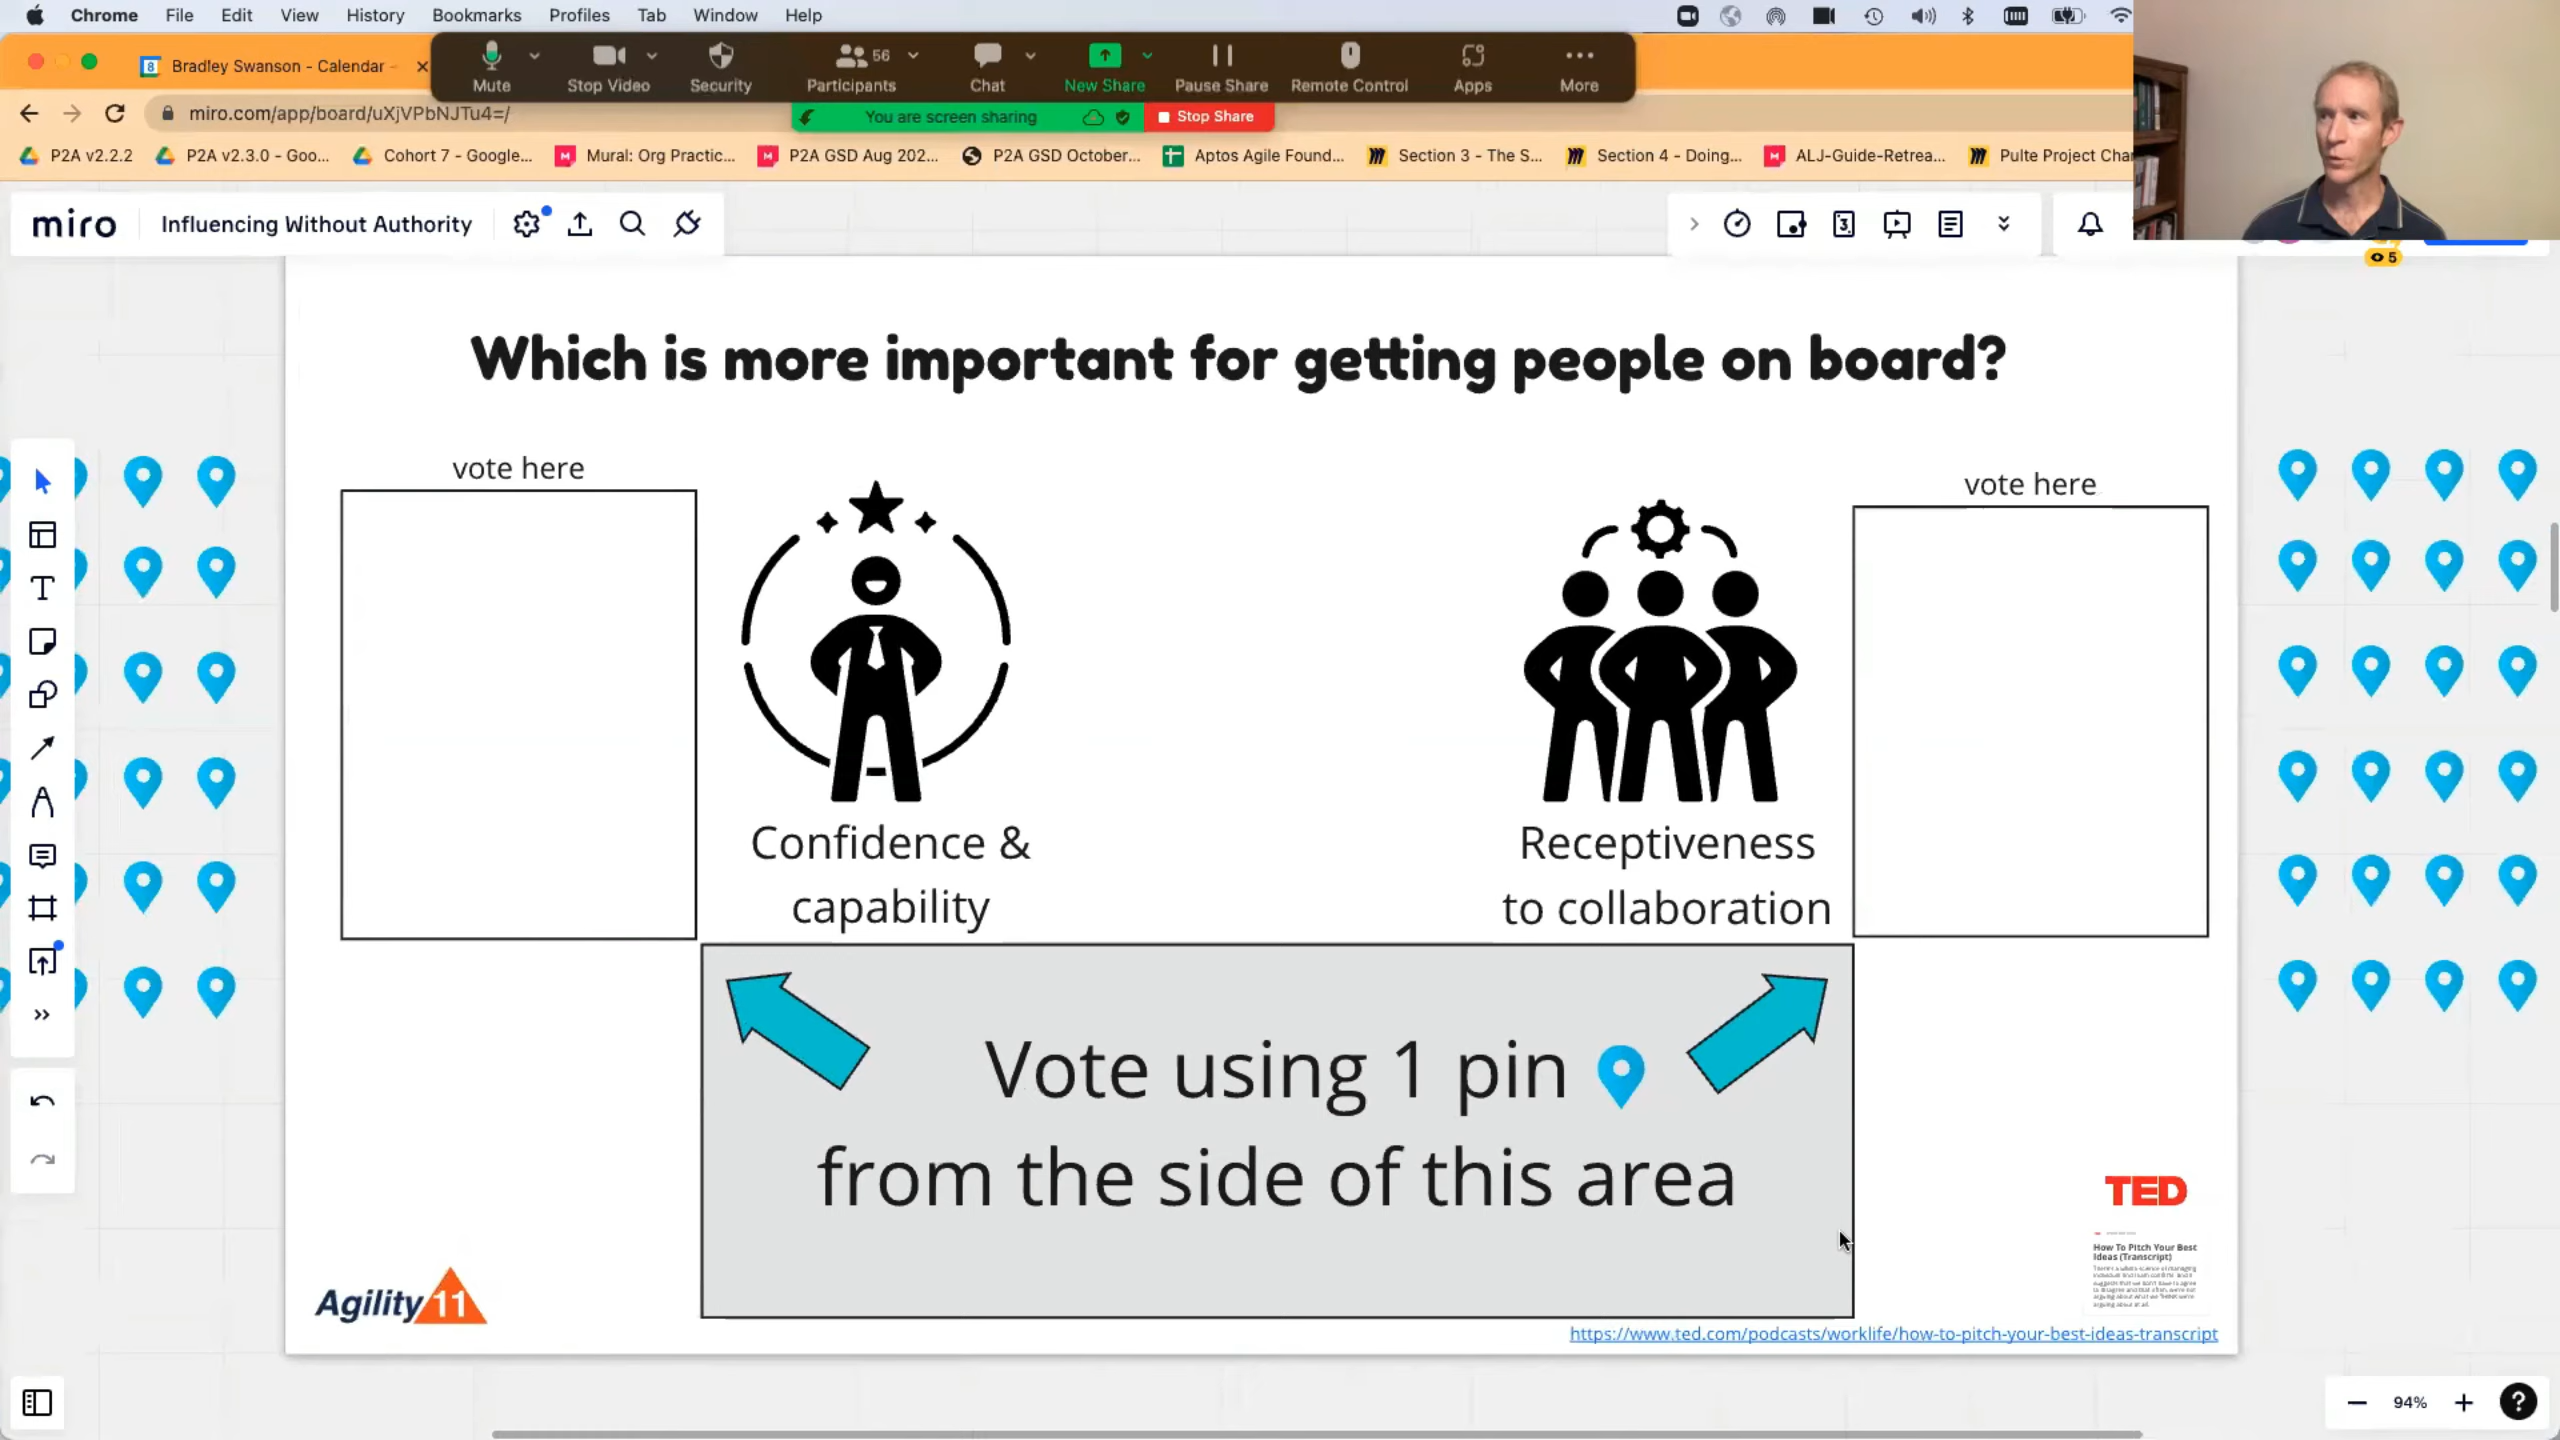 Chrome File Edit View History Bookmarks Profiles Tab Window Help
8 Bradley Swanson - Calendar -
Mute
Stop Video
Security
56
Participants
Chat
New Share
Pause Share
Remote Control
Apps
More
miro.com/app/board/uXjVPbNJTu4=/
You are screen sharing
Stop Share
P2A v2.2.2
P2A v2.3.0 - Goo...
Cohort 7 - Google...
Mural: Org Practic...
P2A GSD Aug 202...
P2A GSD October...
Aptos Agile Found...
Section 3 - The S...
Section 4 - Doing...
ALJ-Guide-Retrea...
Pulte Project Cha
miro
Influencing Without Authority
3
5
Which is more important for getting people on board?
vote here
vote here
Confidence &
capability
Receptiveness
to collaboration
Vote using 1 pin
from the side of this area
Agility 11
TED
How To Pitch Your Best
Ideas (Transcript)
https://www.ted.com/podcasts/worklife/how-to-pitch-your-best-ideas-transcript
94%